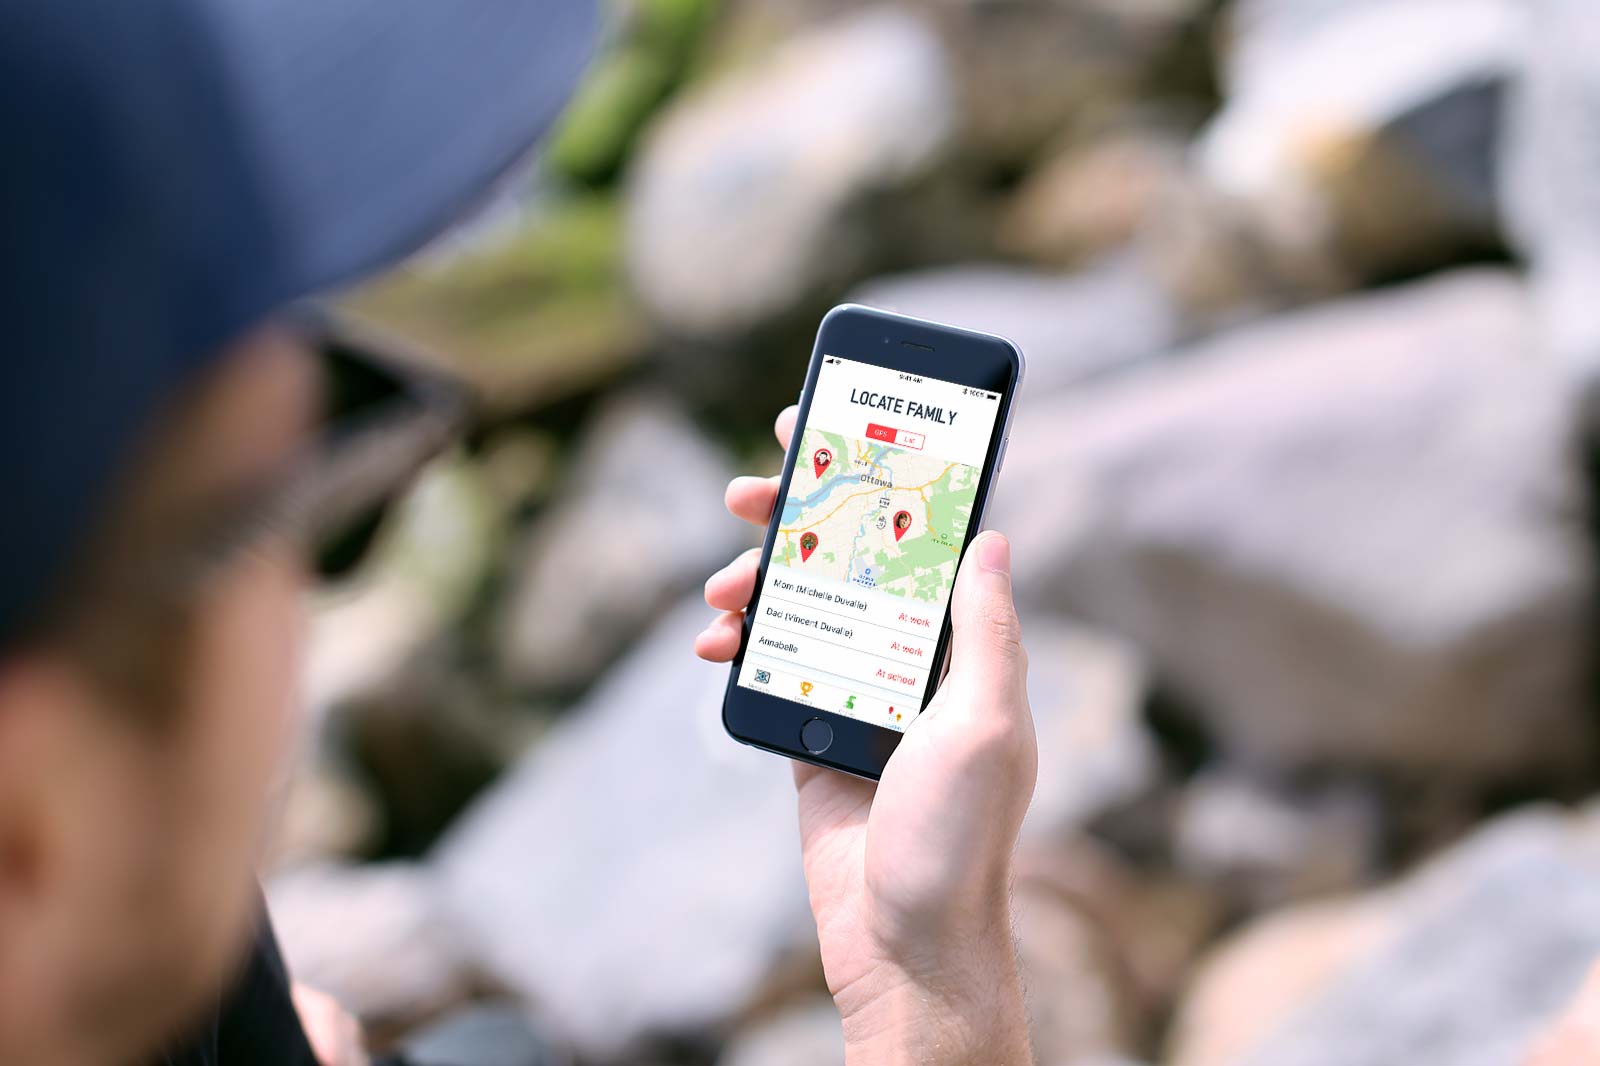 9:41 AM
100%
LOCATE FAMILY
GPS
List
Ottawa
Mom (Michelle Duvalle)
At work
Dad (Vincent Duvalle)
At work
Annabelle
At school